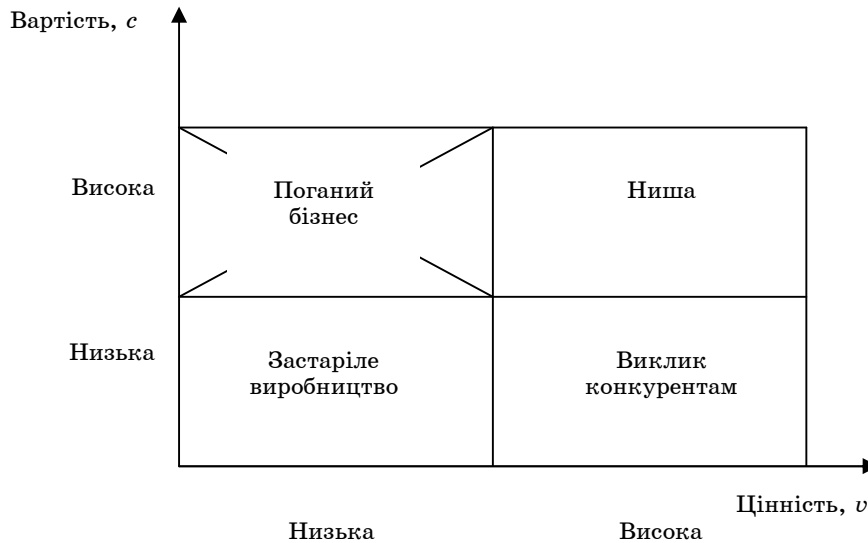 Вартість, c
Висока
Поганий
бізнес
Ниша
Низька
Застаріле
виробництво
Виклик
конкурентам
Цінність, v
Низька
Висока